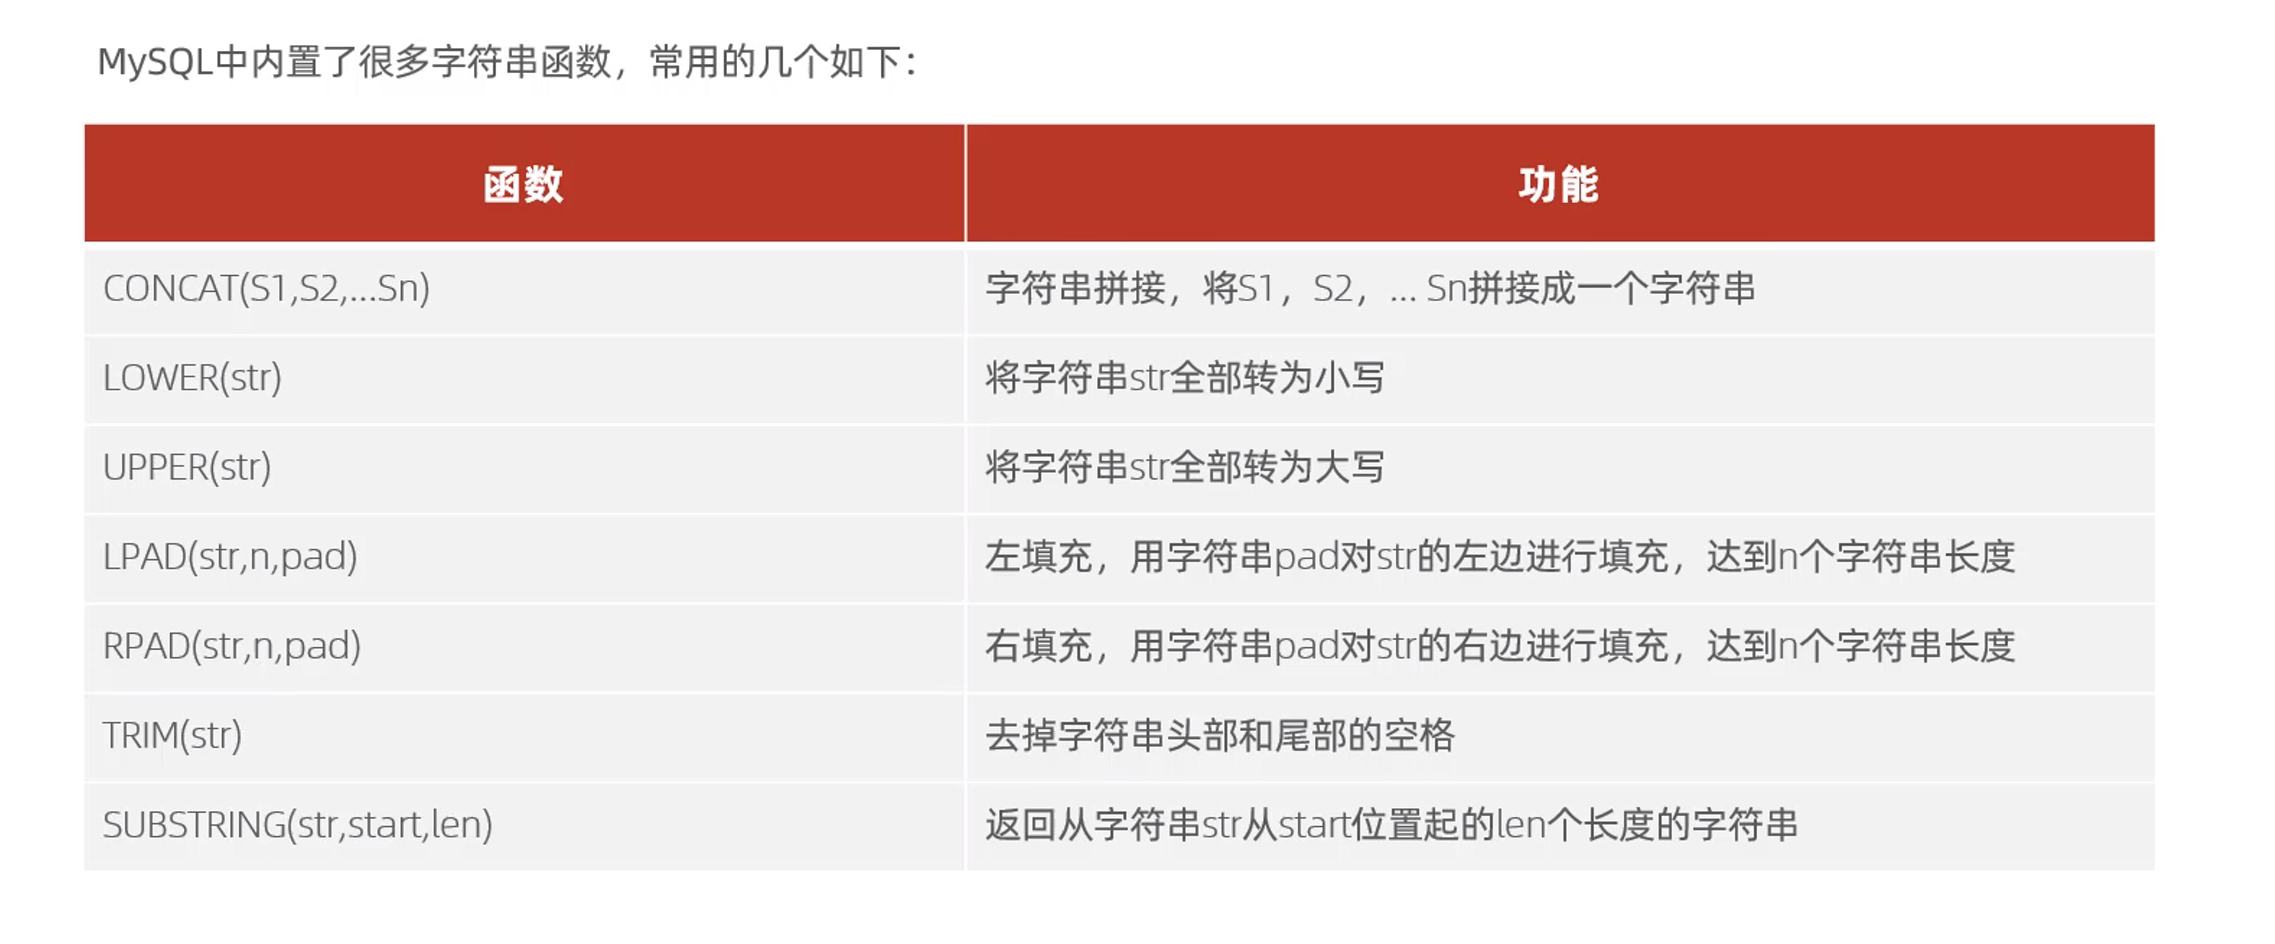 MySQL中内置了很多字符串函数，常用的几个如下：
函数 功能
CONCAT(S1,S2,...Sn) 字符串拼接，将S1，S2，... Sn拼接成一个字符串
LOWER(str) 将字符串str全部转为小写
UPPER(str) 将字符串str全部转为大写
LPAD(str,n,pad) 左填充，用字符串pad对str的左边进行填充，达到n个字符串长度
RPAD(str,n,pad) 右填充，用字符串pad对str的右边进行填充，达到n个字符串长度
TRIM(str) 去掉字符串头部和尾部的空格
SUBSTRING(str,start,len) 返回从字符串str从start位置起的len个长度的字符串